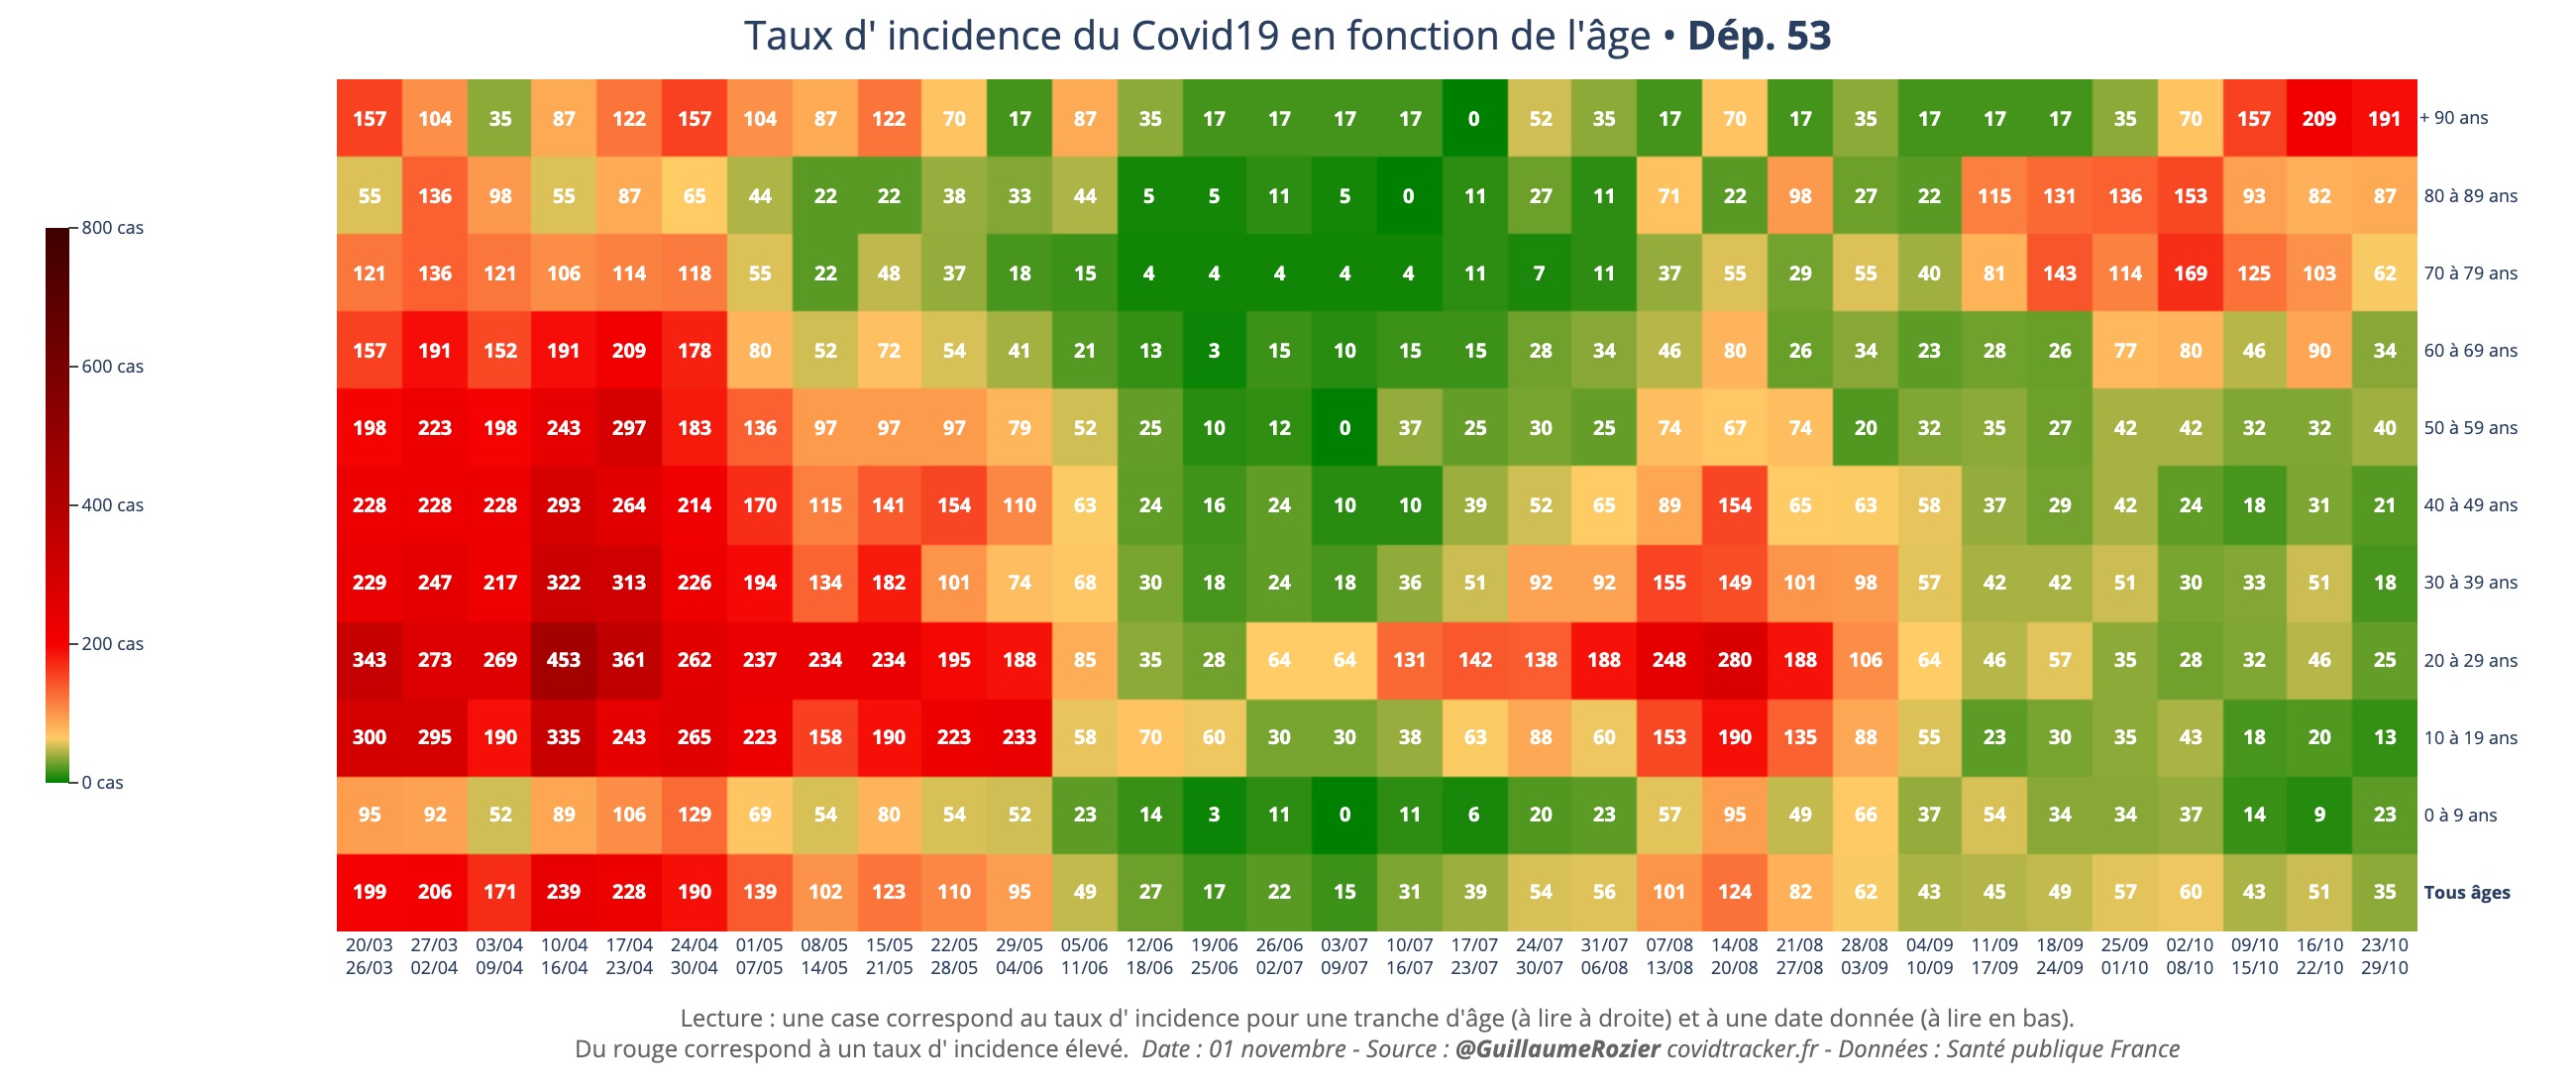 Taux d' incidence du Covid19 en fonction de l'âge • Dép. 53
157 104 35 87 122 157 104 87 122 70 17 87 35 17 17 17 17 0 52 35 17 70 17 35 17 17 17 35 70 157 209 191 + 90 ans
55 136 98 55 87 65 44 22 22 38 33 44 5 5 11 5 0 11 27 11 71 22 98 27 22 115 131 136 153 93 82 87 80 à 89 ans
800 cas
121 136 121 106 114 118 55 22 48 37 18 15 4 4 4 4 4 11 7 11 37 55 29 55 40 81 143 114 169 125 103 62 70 à 79 ans
157 191 152 191 209 178 80 52 72 54 41 21 13 3 15 10 15 15 28 34 46 80 26 34 23 28 26 77 80 46 90 34 60 à 69 ans
600 cas
198 223 198 243 297 183 136 97 97 97 79 52 25 10 12 0 37 25 30 25 74 67 74 20 32 35 27 42 42 32 32 40 50 à 59 ans
400 cas
228 228 228 293 264 214 170 115 141 154 110 63 24 16 24 10 10 39 52 65 89 154 65 63 58 37 29 42 24 18 31 21 40 à 49 ans
229 247 217 322 313 226 194 134 182 101 74 68 30 18 24 18 36 51 92 92 155 149 101 98 57 42 42 51 30 33 51 18 30 à 39 ans
200 cas
343 273 269 453 361 262 237 234 234 195 188 85 35 28 64 64 131 142 138 188 248 280 188 106 64 46 57 35 28 32 46 25 20 à 29 ans
300 295 190 335 243 265 223 158 190 223 233 58 70 60 30 30 38 63 88 60 153 190 135 88 55 23 30 35 43 18 20 13 10 à 19 ans
0 cas
95 92 52 89 106 129 69 54 80 54 52 23 14 3 11 0 11 6 20 23 57 95 49 66 37 54 34 34 37 14 9 23 0 à 9 ans
199 206 171 239 228 190 139 102 123 110 95 49 27 17 22 15 31 39 54 56 101 124 82 62 43 45 49 57 60 43 51 35 Tous âges
20/03 27/03 03/04 10/04 17/04 24/04 01/05 08/05 15/05 22/05 29/05 05/06 12/06 19/06 26/06 03/07 10/07 17/07 24/07 31/07 07/08 14/08 21/08 28/08 04/09 11/09 18/09 25/09 02/10 09/10 16/10 23/10
26/03 02/04 09/04 16/04 23/04 30/04 07/05 14/05 21/05 28/05 04/06 11/06 18/06 25/06 02/07 09/07 16/07 23/07 30/07 06/08 13/08 20/08 27/08 03/09 10/09 17/09 24/09 01/10 08/10 15/10 22/10 29/10
Lecture : une case correspond au taux d' incidence pour une tranche d'âge (à lire à droite) et à une date donnée (à lire en bas).
Du rouge correspond à un taux d' incidence élevé. Date : 01 novembre - Source : @GuillaumeRozier covidtracker.fr - Données : Santé publique France